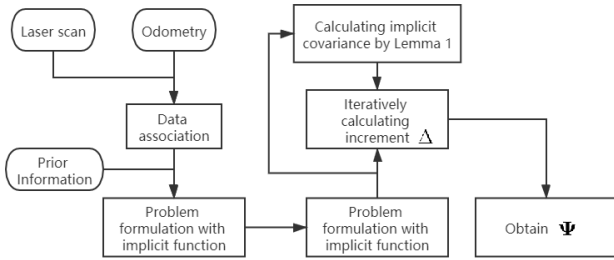 Laser scan
Odometry
Data
association
Prior
Information
Problem
formulation with
implicit function
Problem
formulation with
implicit function
Calculating implicit
covariance by Lemma 1
Iteratively
calculating
increment Δ
Obtain Ψ